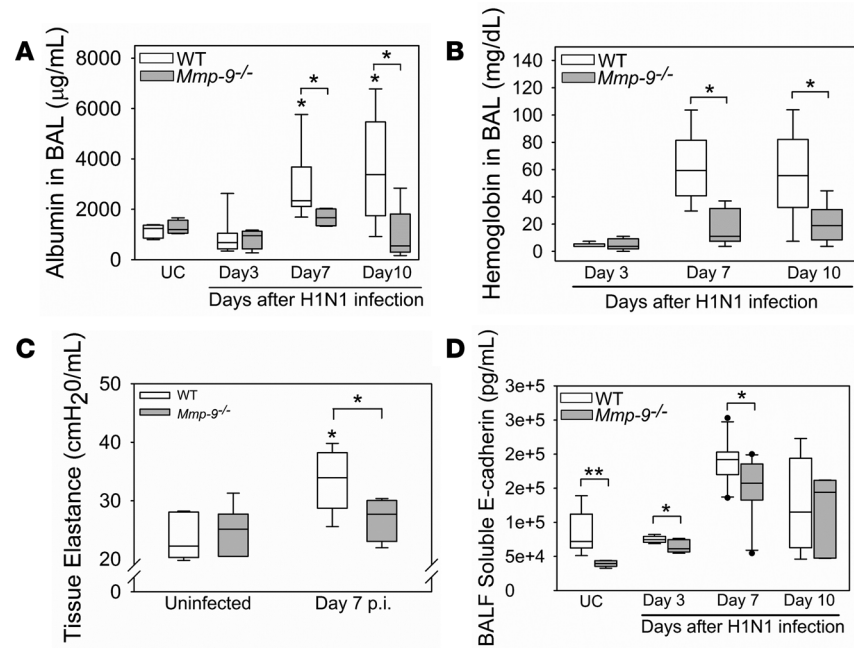 A
Albumin in BAL (µg/mL)
8000
6000
4000
2000
0
WT
Mmp-9-/-
*
*
*
*
UC
Day3
Day7
Day10
Days after H1N1 infection
B
Hemoglobin in BAL (mg/dL)
140
120
100
80
60
40
20
0
WT
Mmp-9-/-
*
*
Day 3
Day 7
Day 10
Days after H1N1 infection
C
Tissue Elastance (cmH20/mL)
50
40
30
20
0
WT
Mmp-9-/-
*
*
Uninfected
Day 7 p.i.
D
BALF Soluble E-cadherin (pg/mL)
3e+5
2e+5
2e+5
2e+5
1e+5
5e+4
0
WT
Mmp-9-/-
**
*
*
UC
Day 3
Day 7
Day 10
Days after H1N1 infection